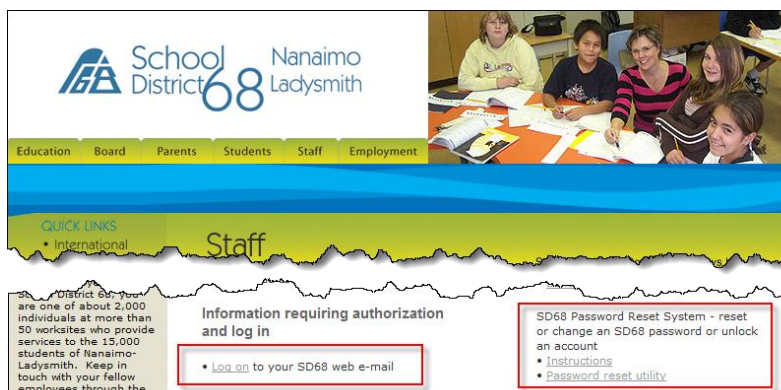 School
District 68
Nanaimo
Ladysmith
Education Board Parents Students Staff Employment
QUICK LINKS
• International
Staff
School District 68, you
are one of about 2,000
individuals at more than
50 worksites who provide
services to the 15,000
students of Nanaimo-
Ladysmith. Keep in
touch with your fellow
employees through the
Information requiring authorization
and log in
• Log on to your SD68 web e-mail
SD68 Password Reset System - reset
or change an SD68 password or unlock
an account
• Instructions
• Password reset utility